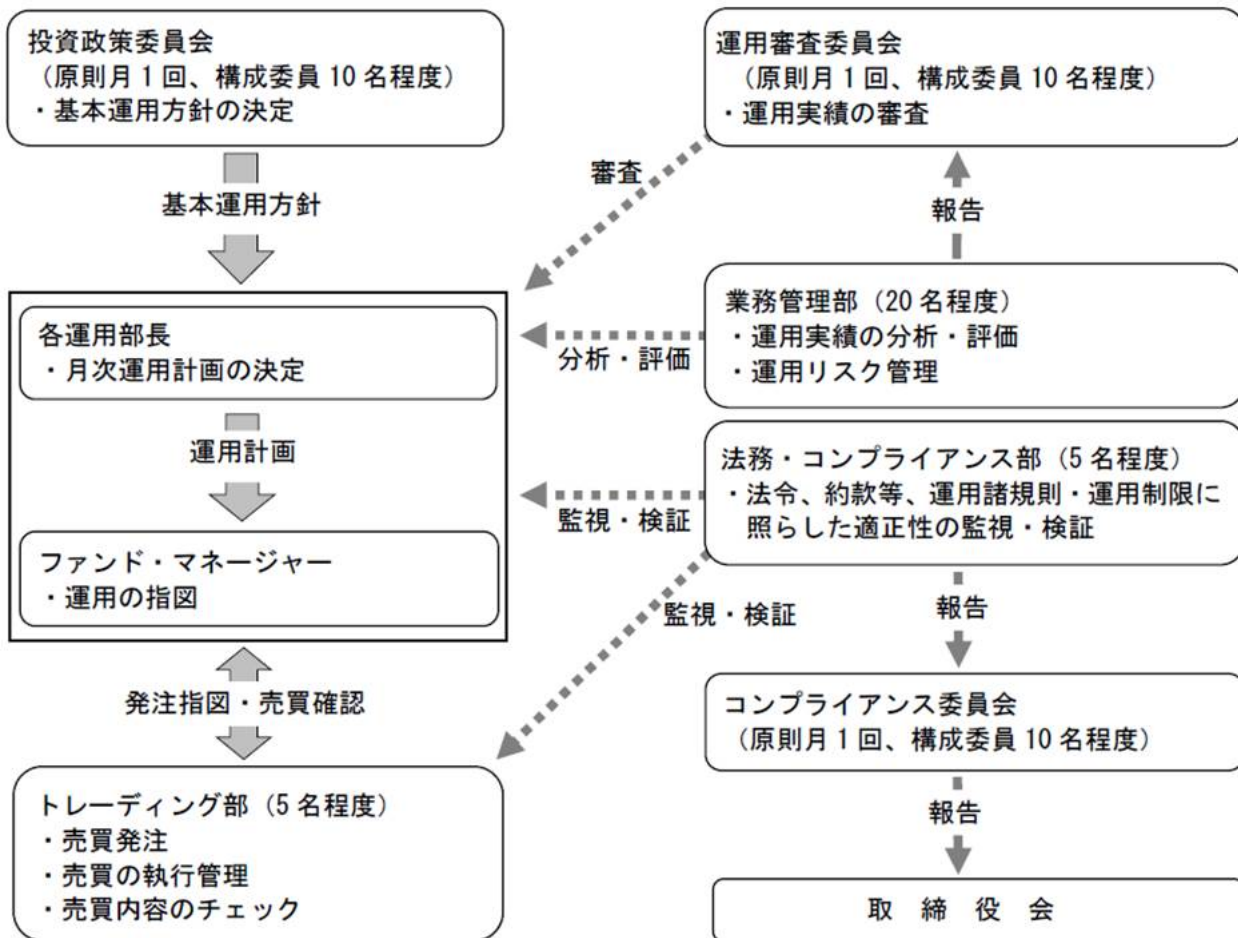 投資政策委員会
（原則月1回、構成委員10名程度）
・基本運用方針の決定
基本運用方針
各運用部長
・月次運用計画の決定
運用計画
ファンド・マネージャー
・運用の指図
発注指図・売買確認
トレーディング部（5名程度）
・売買発注
・売買の執行管理
・売買内容のチェック
運用審査委員会
（原則月1回、構成委員10名程度）
・運用実績の審査
審査
報告
業務管理部（20名程度）
・運用実績の分析・評価
・運用リスク管理
分析・評価
法務・コンプライアンス部（5名程度）
・法令、約款等、運用諸規則・運用制限に
照らした適正性の監視・検証
監視・検証
監視・検証
報告
コンプライアンス委員会
（原則月1回、構成委員10名程度）
報告
取締役会